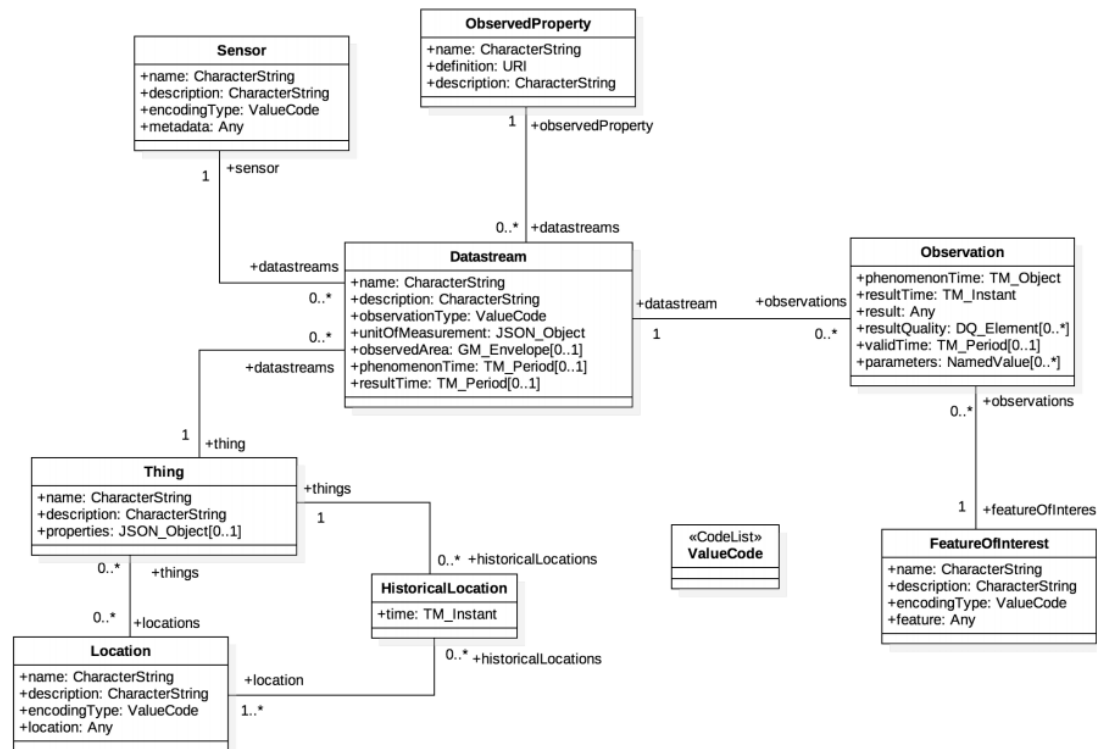 ObservedProperty
+name: CharacterString
+definition: URI
+description: CharacterString
Sensor
+name: CharacterString
+description: CharacterString
+encodingType: ValueCode
+metadata: Any
1
+observedProperty
1
+sensor
0..*
+datastreams
+datastreams
0..*
Datastream
+name: CharacterString
+description: CharacterString
+observationType: ValueCode
+unitOfMeasurement: JSON_Object
+observedArea: GM_Envelope[0..1]
+phenomenonTime: TM_Period[0..1]
+resultTime: TM_Period[0..1]
+datastream
1
+observations
0..*
Observation
+phenomenonTime: TM_Object
+resultTime: TM_Instant
+result: Any
+resultQuality: DQ_Element[0..*]
+validTime: TM_Period[0..1]
+parameters: NamedValue[0..*]
0..*
+datastreams
+observations
0..*
1
+thing
Thing
+name: CharacterString
+description: CharacterString
+properties: JSON_Object[0..1]
+things
1
1
+featureOfInteres
«CodeList»
ValueCode
FeatureOfInterest
+name: CharacterString
+description: CharacterString
+encodingType: ValueCode
+feature: Any
0..*
+things
0..*
+historicalLocations
HistoricalLocation
+time: TM_Instant
0..*
+locations
0..*
+historicalLocations
Location
+name: CharacterString
+description: CharacterString
+encodingType: ValueCode
+location: Any
+location
1..*